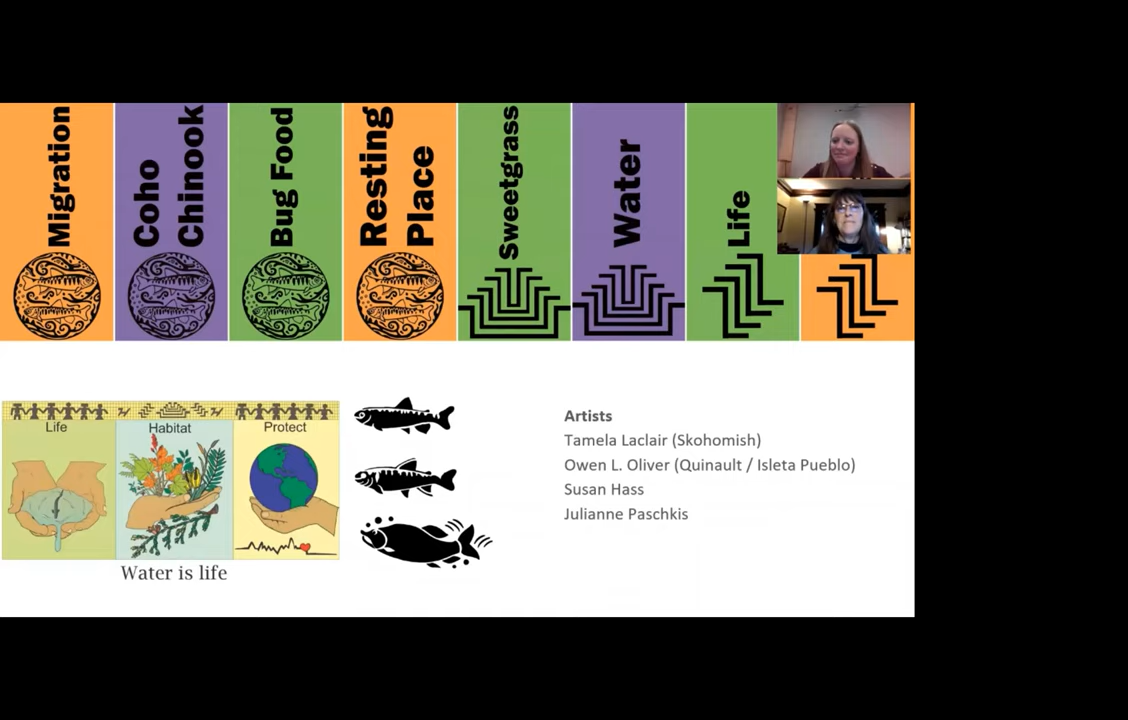 Migration
Coho
Chinook
Bug Food
Resting
Place
Sweetgrass
Water
Life
Life
Habitat
Protect
Water is life
Artists
Tamela Laclair (Skohomish)
Owen L. Oliver (Quinault / Isleta Pueblo)
Susan Hass
Julianne Paschkis